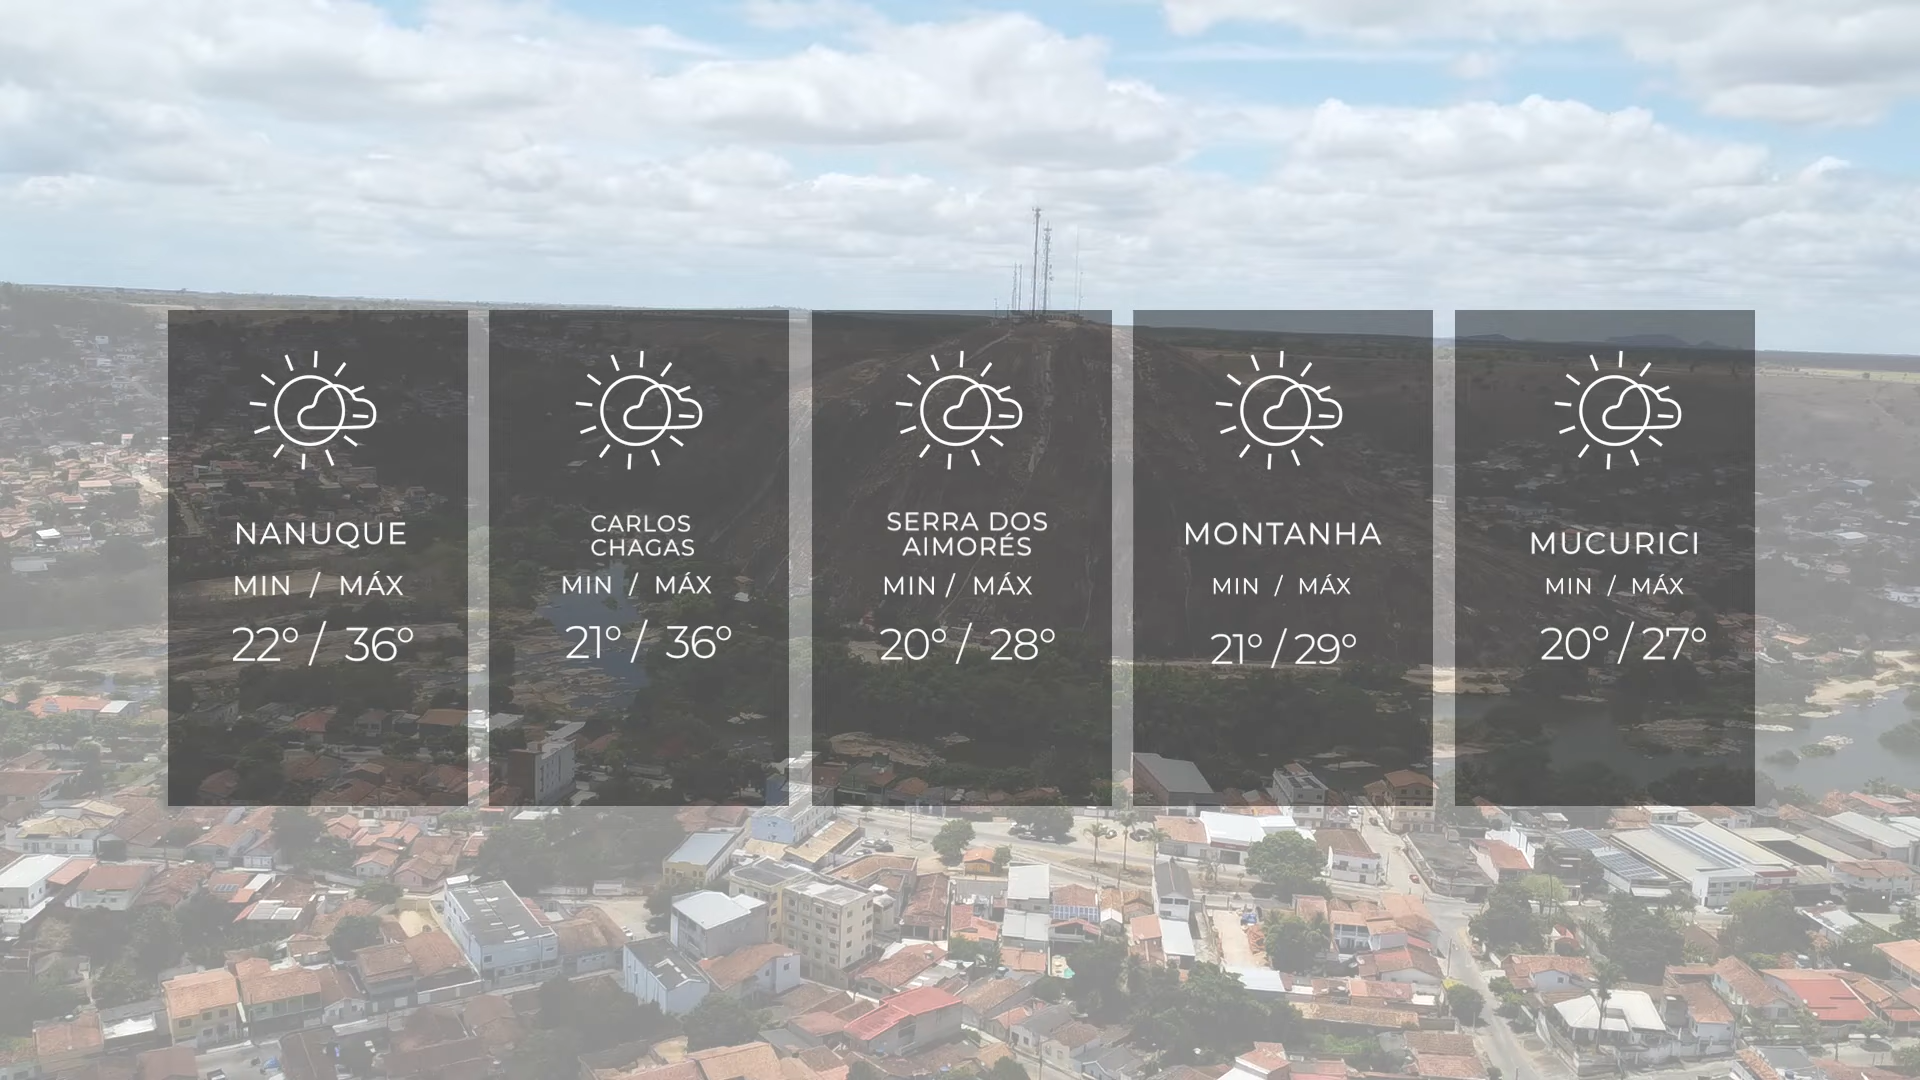 NANUQUE
MIN / MÁX
22° / 36°
CARLOS
CHAGAS
MIN / MÁX
21° / 36°
SERRA DOS
AIMORÉS
MIN / MÁX
20° / 28°
MONTANHA
MIN / MÁX
21° / 29°
MUCURICI
MIN / MÁX
20° / 27°